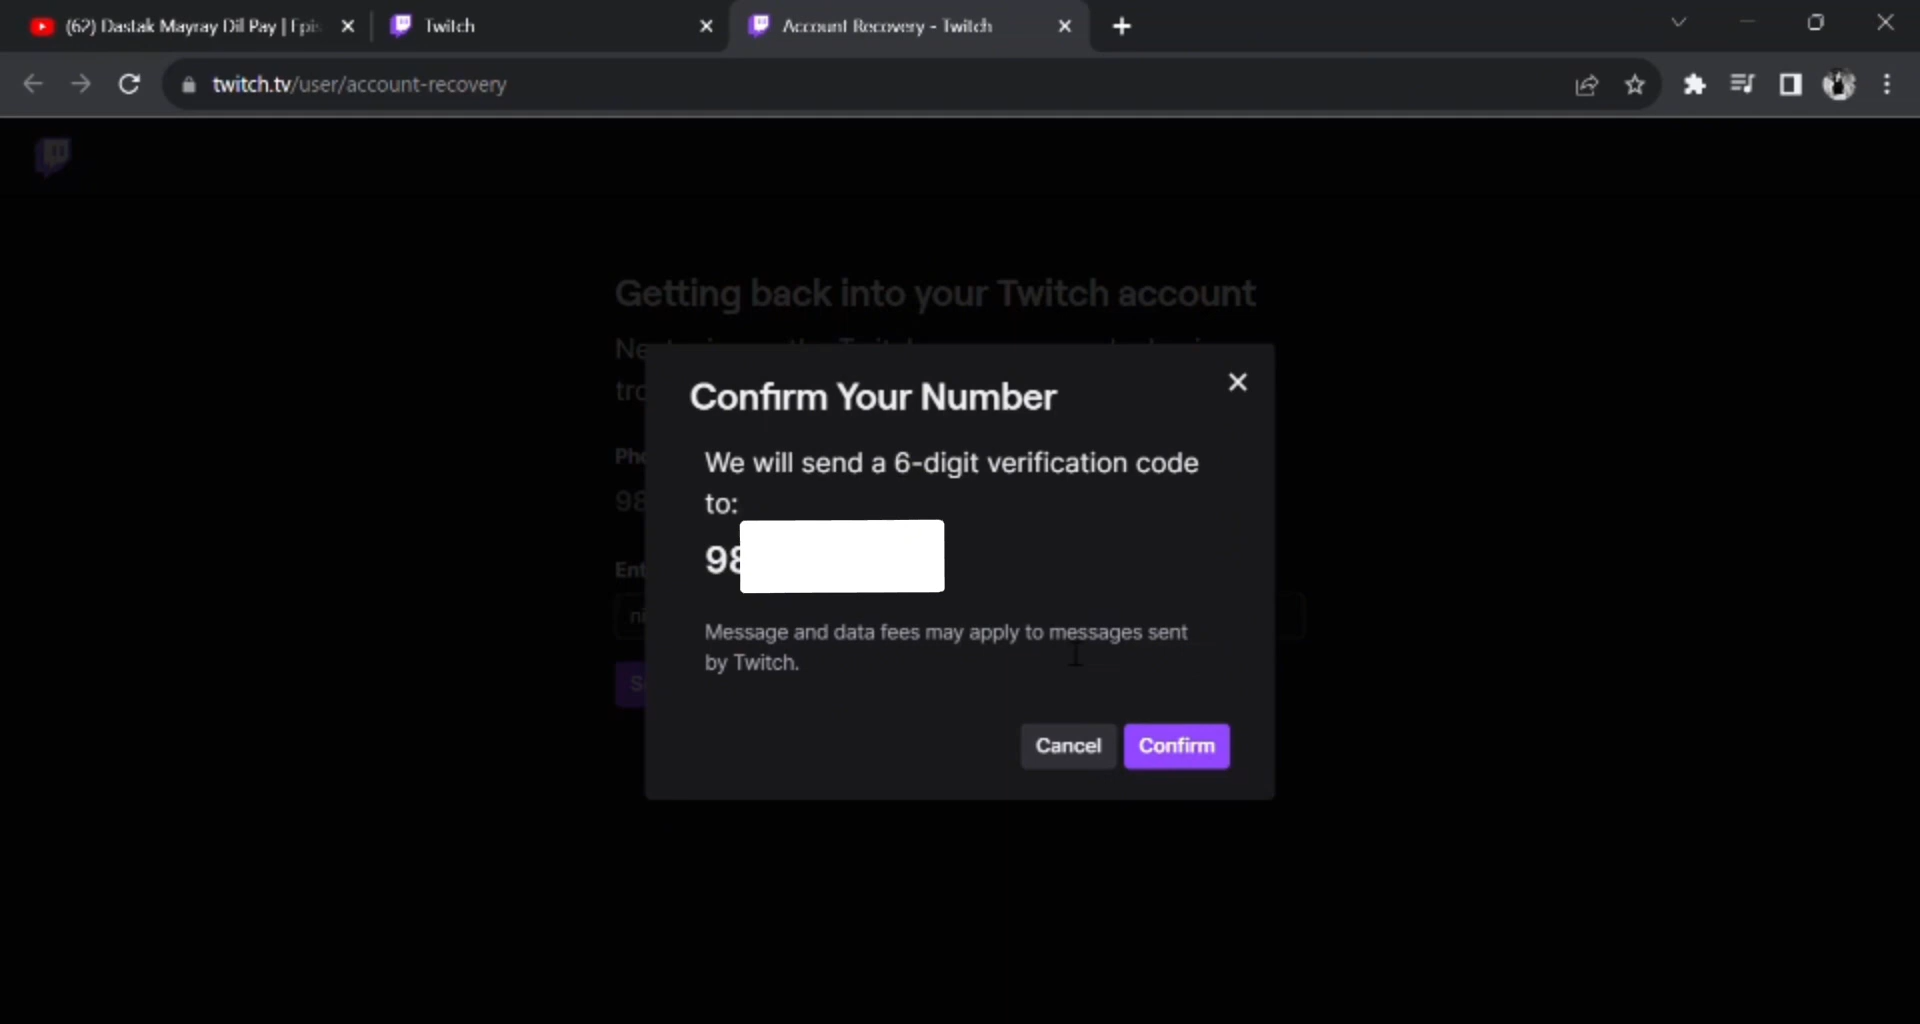 (62) Dastak Mayray Dil Pay | Epis
Twitch
Account Recovery - Twitch
twitch.tv/user/account-recovery
Getting back into your Twitch account
Confirm Your Number
We will send a 6-digit verification code
to:
98
Message and data fees may apply to messages sent
by Twitch.
Cancel
Confirm